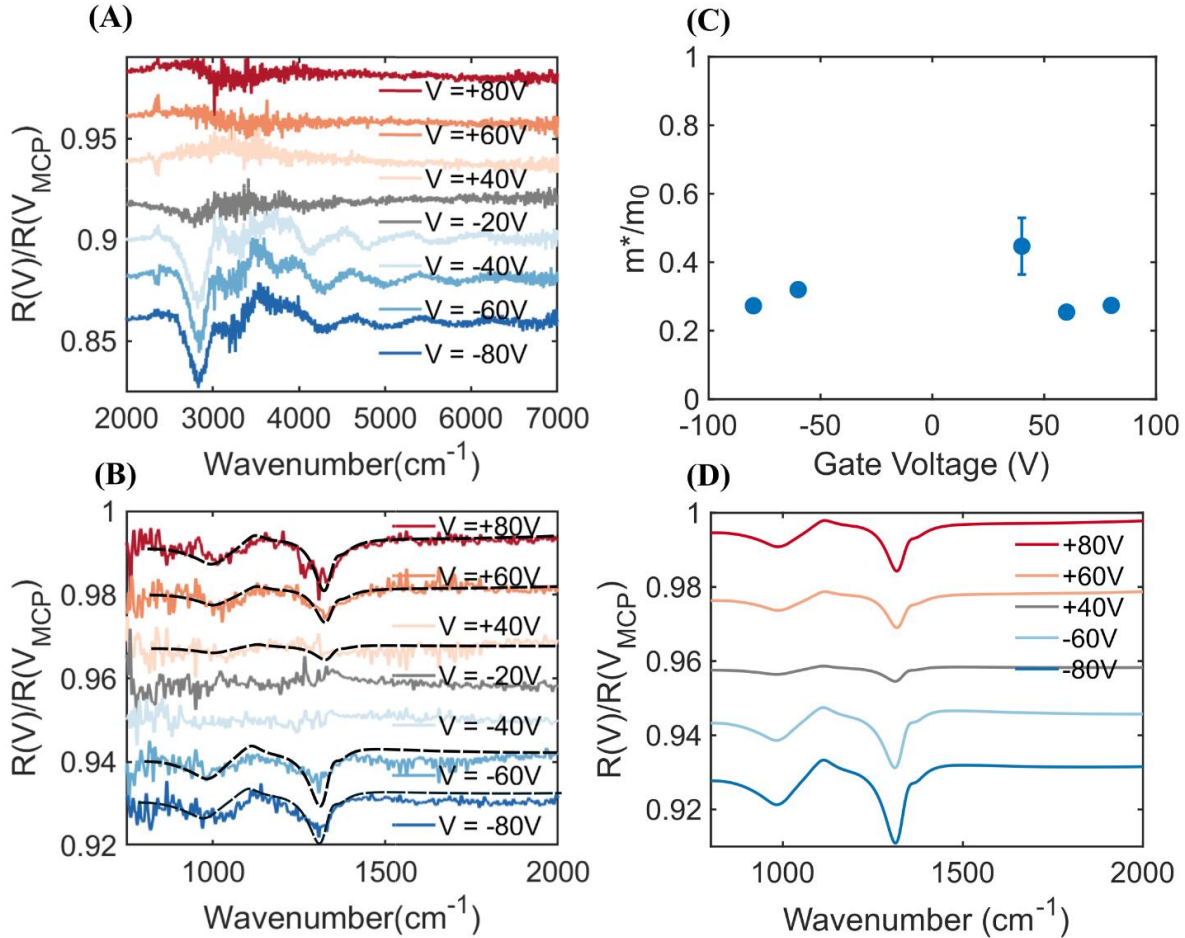 (A)
R(V)/R(V_MCP)
0.95
0.9
0.85
V =+80V
V =+60V
V =+40V
V = -20V
V = -40V
V = -60V
V = -80V
2000 3000 4000 5000 6000 7000
Wavenumber(cm⁻¹)
(C)
m*/m₀
1
0.8
0.6
0.4
0.2
0
-100 -50 0 50 100
Gate Voltage (V)
(B)
R(V)/R(V_MCP)
1
0.98
0.96
0.94
0.92
V =+80V
V =+60V
V =+40V
V = -20V
V = -40V
V = -60V
V = -80V
1000 1500 2000
Wavenumber(cm⁻¹)
(D)
R(V)/R(V_MCP)
1
0.98
0.96
0.94
0.92
+80V
+60V
+40V
-60V
-80V
1000 1500 2000
Wavenumber (cm⁻¹)